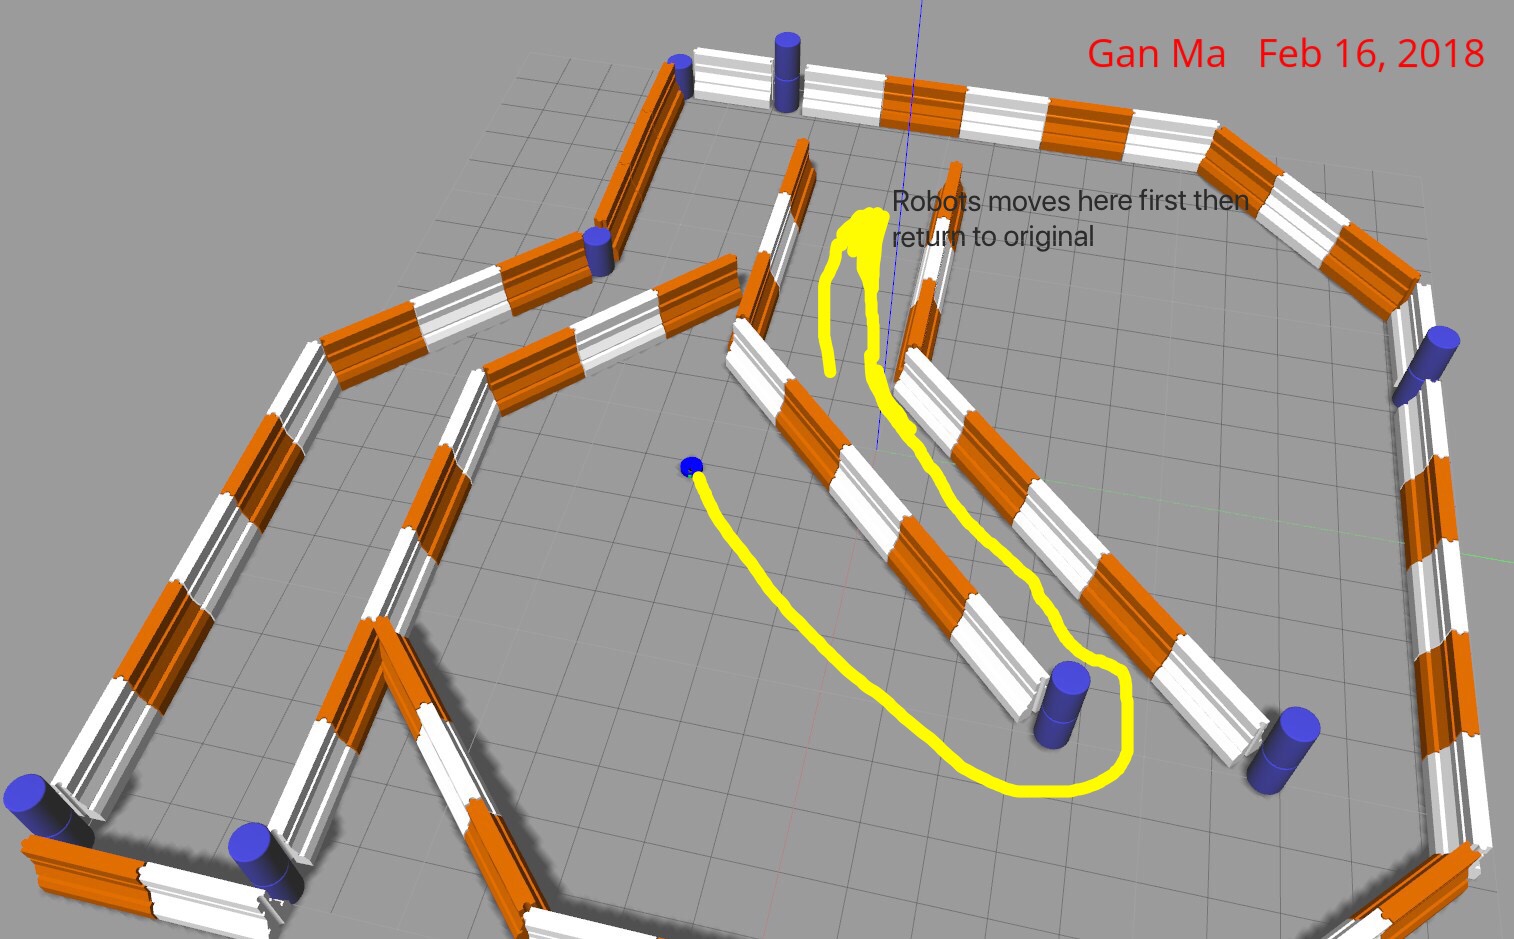 Gan Ma   Feb 16, 2018
Robots moves here first then
return to original